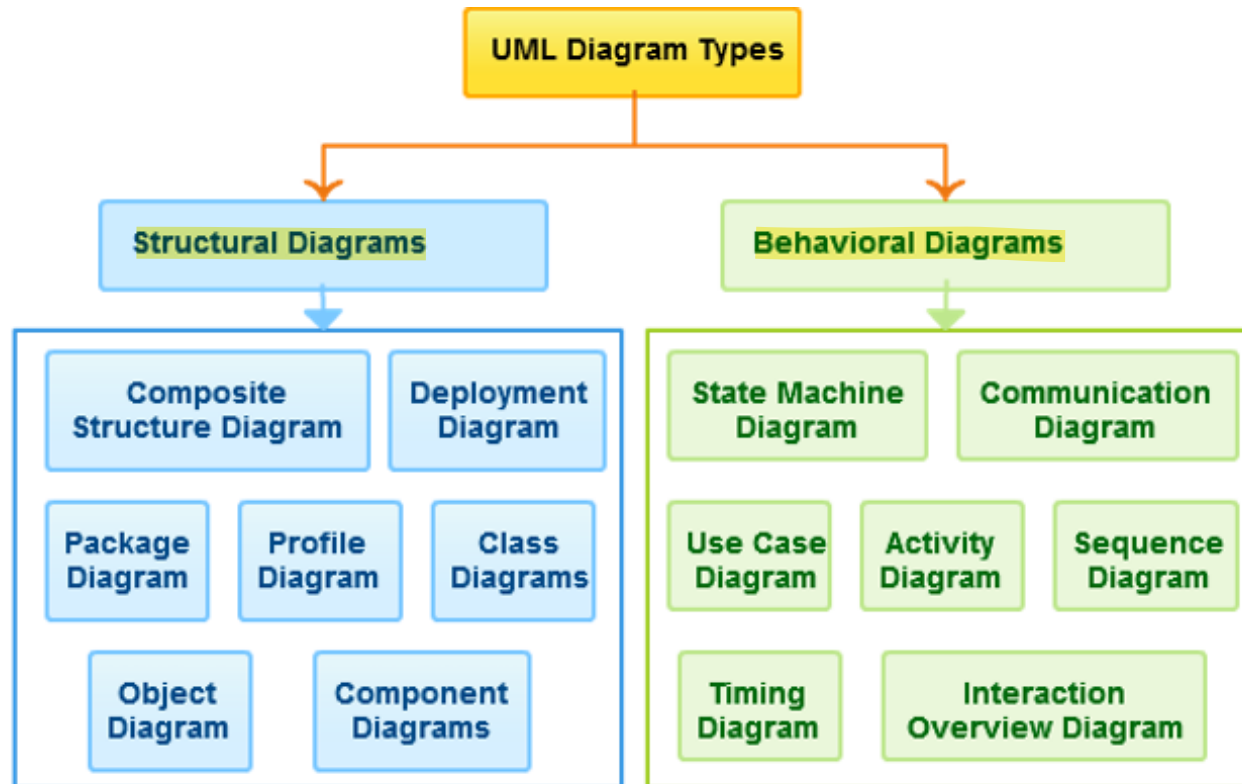 UML Diagram Types
Structural Diagrams
Behavioral Diagrams
Composite
Structure Diagram
Deployment
Diagram
Package
Diagram
Profile
Diagram
Class
Diagrams
Object
Diagram
Component
Diagrams
State Machine
Diagram
Communication
Diagram
Use Case
Diagram
Activity
Diagram
Sequence
Diagram
Timing
Diagram
Interaction
Overview Diagram